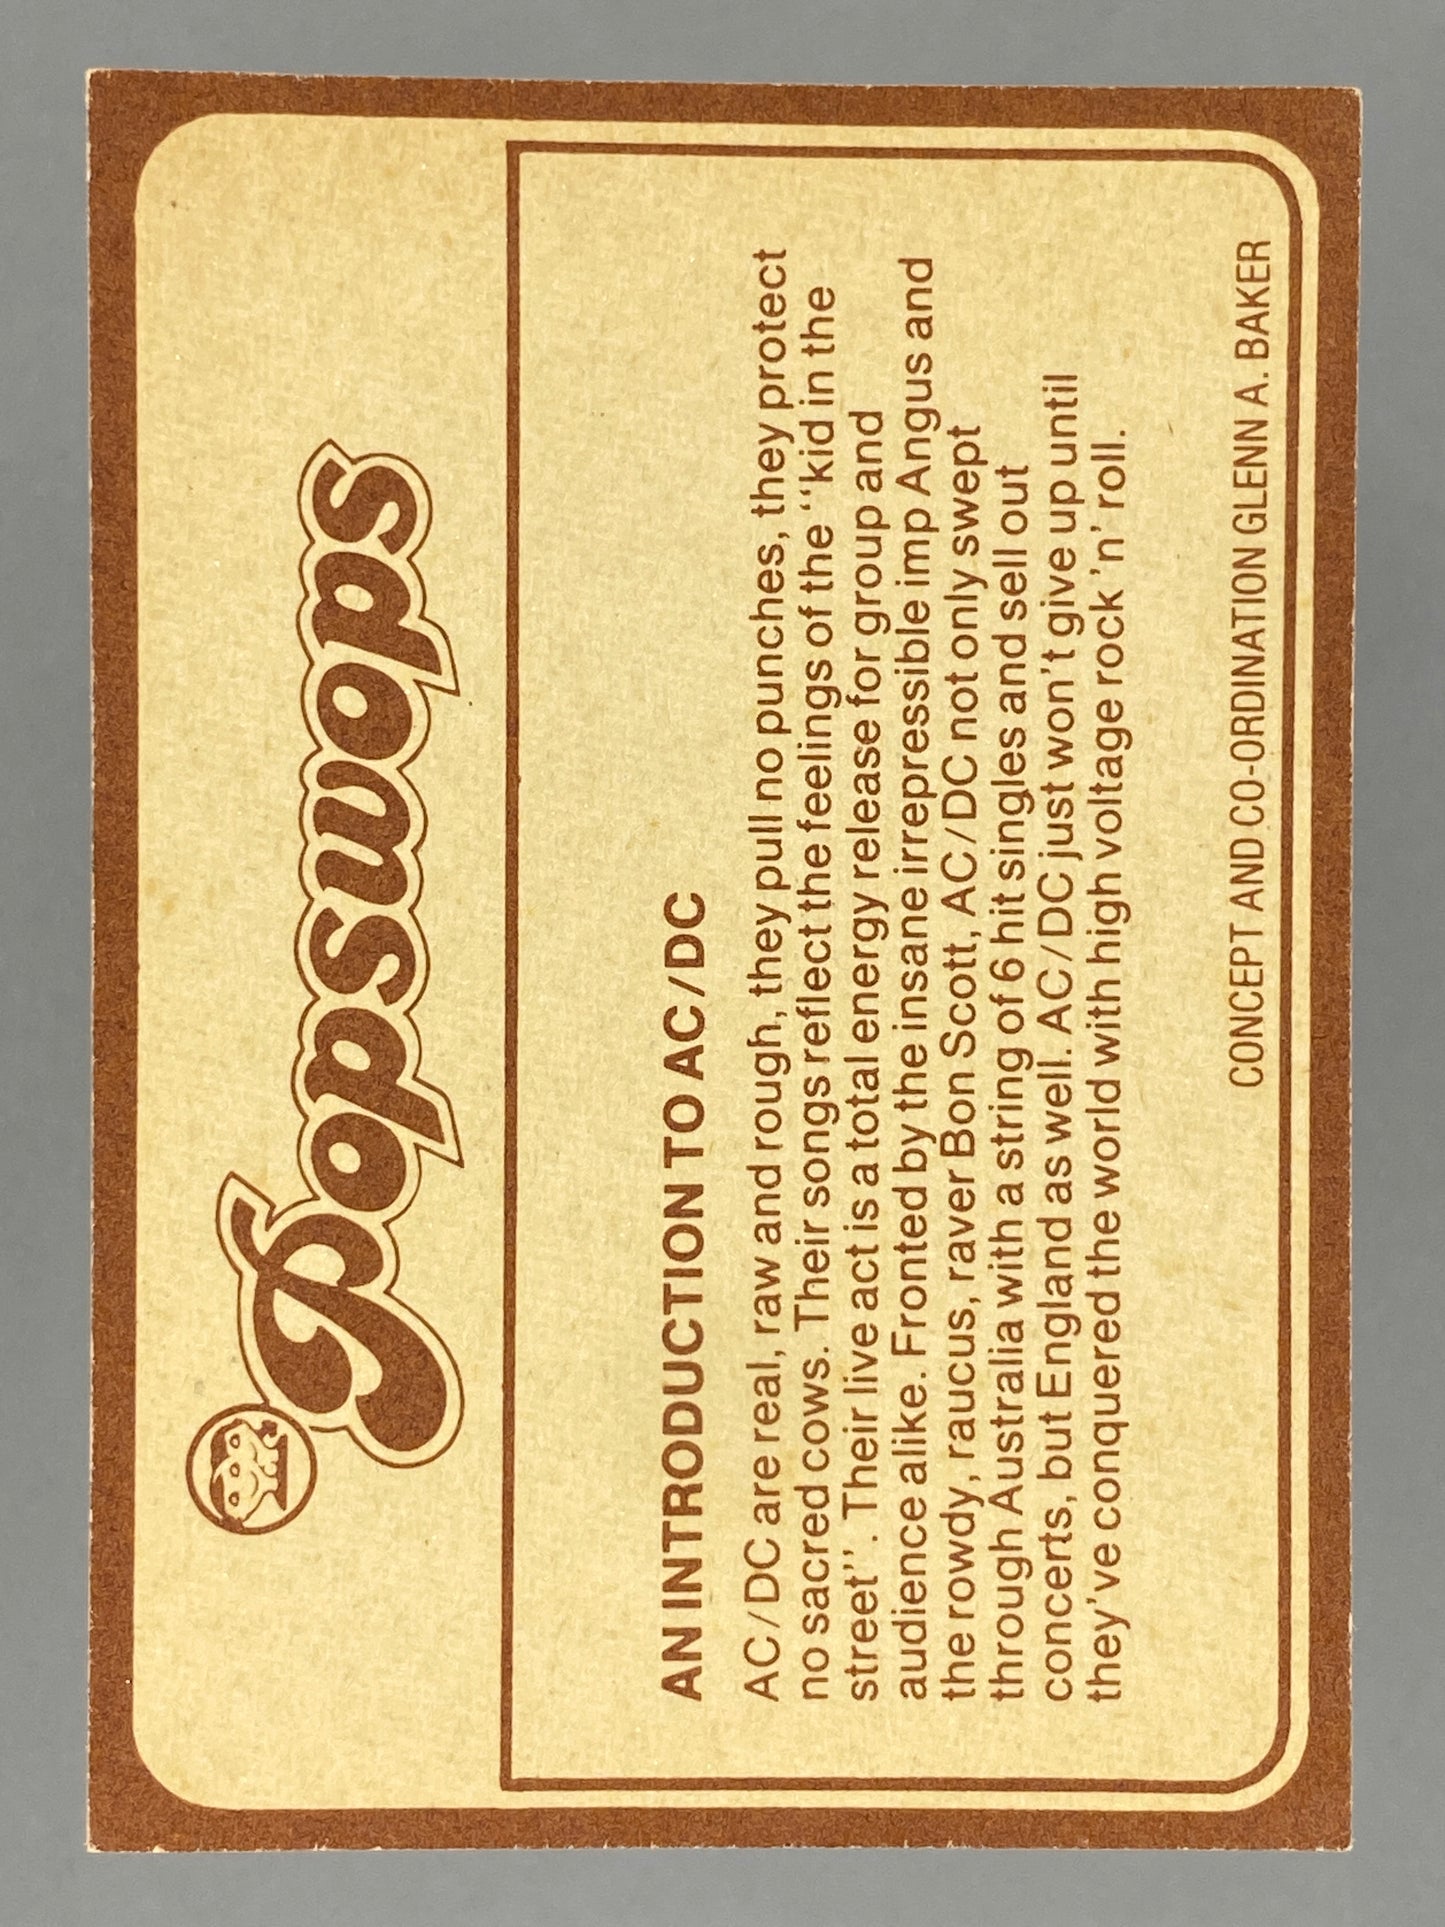 Popsnops
AN INTRODUCTION TO AC/DC
AC/DC are real, raw and rough, they pull no punches, they protect
no sacred cows. Their songs reflect the feelings of the "kid in the
street". Their live act is a total energy release for group and
audience alike. Fronted by the insane irrepressible imp Angus and
the rowdy, raucus, raver Bon Scott, AC/DC not only swept
through Australia with a string of 6 hit singles and sell out
concerts, but England as well. AC/DC just won't give up until
they've conquered the world with high voltage rock 'n' roll.
CONCEPT AND CO-ORDINATION GLENN A. BAKER